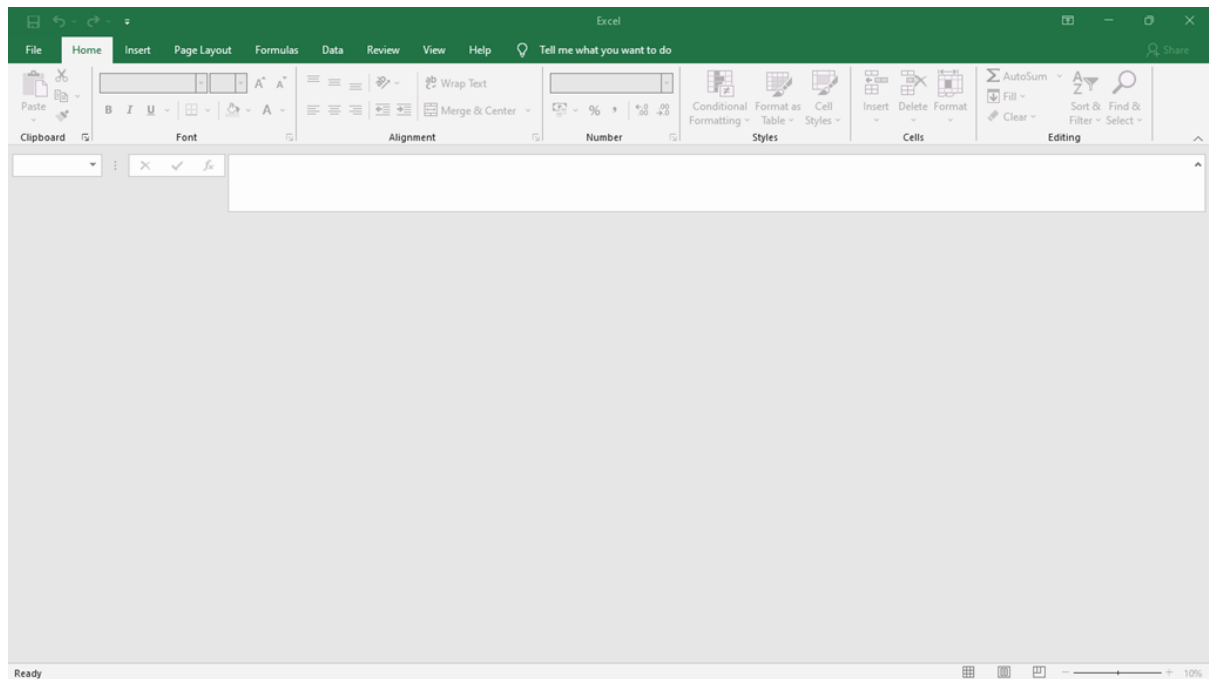 Excel
File Home Insert Page Layout Formulas Data Review View Help Tell me what you want to do Share
Paste
B I U A A A
Wrap Text
Merge & Center
% ,
Conditional Formatting
Format as Table
Cell Styles
Insert Delete Format
AutoSum
Fill
Clear
Sort & Filter
Find & Select
Clipboard Font Alignment Number Styles Cells Editing
fx
Ready 10%